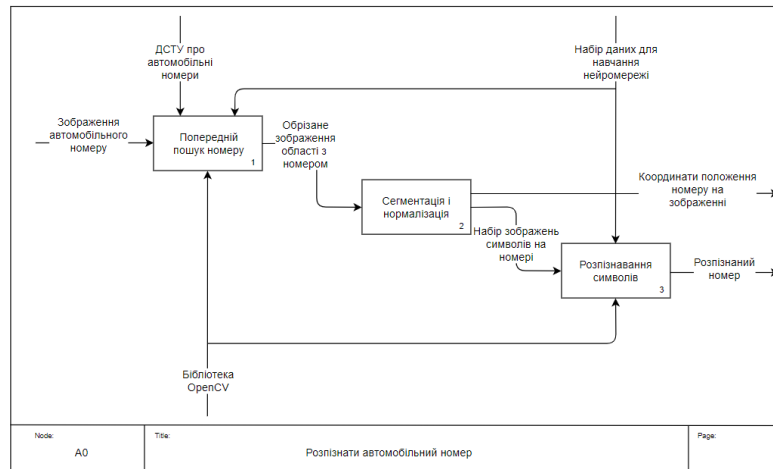 ДСТУ про
автомобільні
номери
Набір даних для
навчання
нейромережі
Зображення
автомобільного
номеру
Попередній
пошук номеру
1
Обрізане
зображення
області з
номером
Сегментація і
нормалізація
2
Координати положення
номеру на
зображенні
Набір зображень
символів на
номері
Розпізнавання
символів
3
Розпізнаний
номер
Бібліотека
OpenCV
Node:
A0
Title:
Розпізнати автомобільний номер
Page: